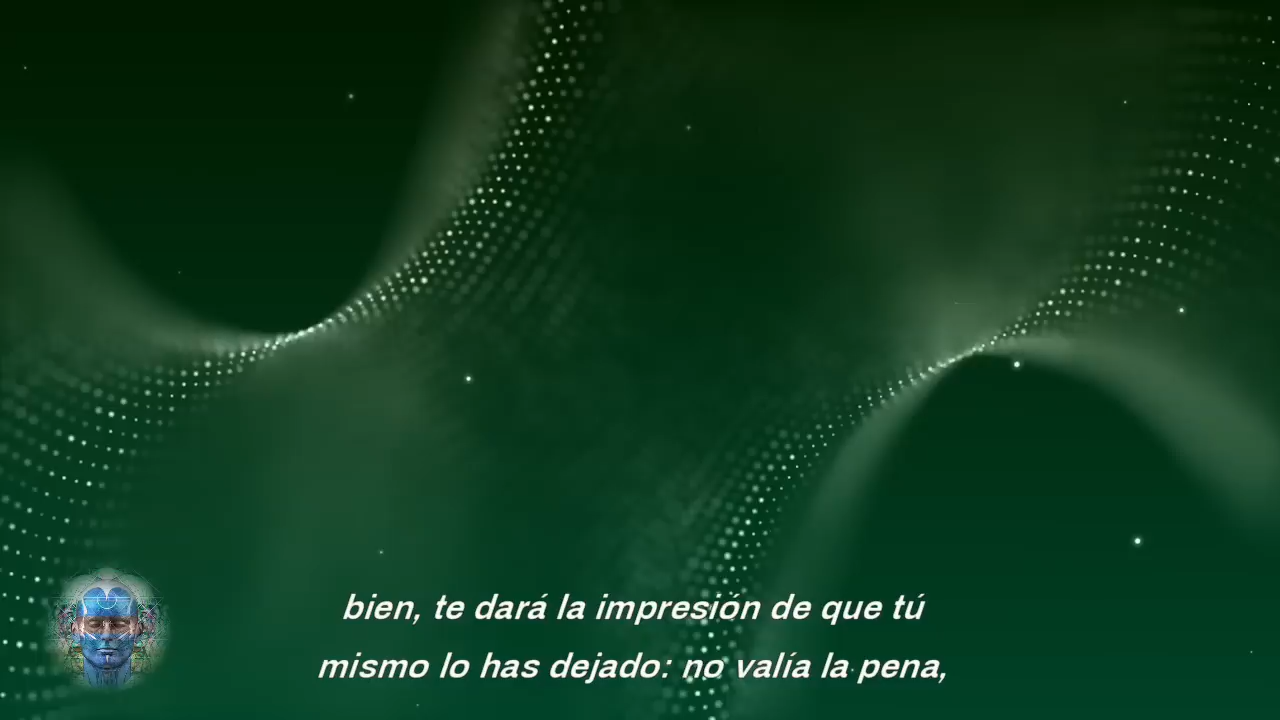 bien, te dará la impresión de que tú
mismo lo has dejado: no valía la pena,